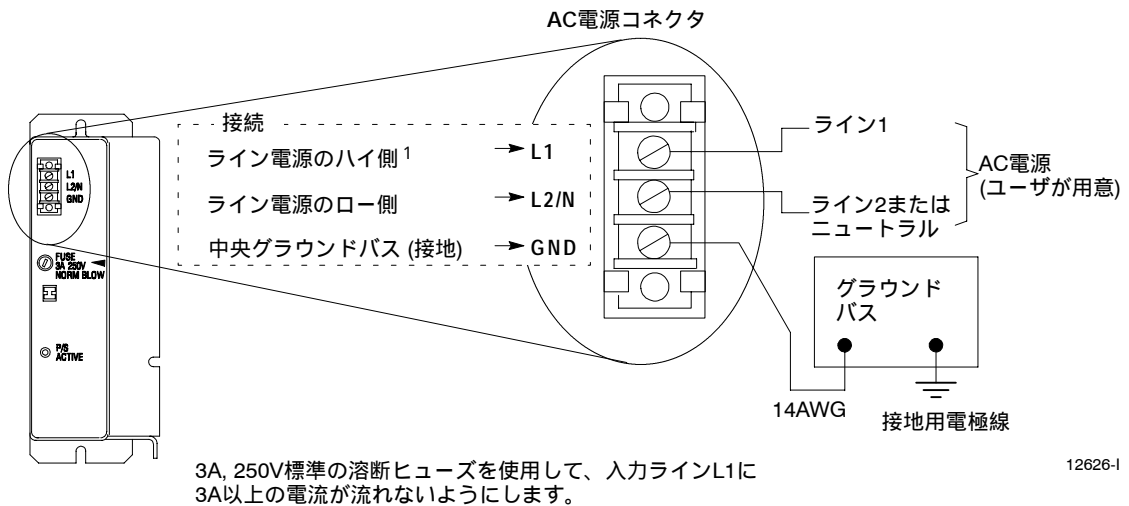 AC電源コネクタ
接続
ライン電源のハイ側 1
L1
ライン電源のロー側
L2/N
中央グラウンドバス (接地)
GND
ライン1
ライン2または
ニュートラル
AC電源
(ユーザが用意)
グラウンド
バス
14AWG
接地用電極線
L1
L2/N
GND
FUSE
3A 250V
NORM BLOW
P/S
ACTIVE
3A, 250V標準の溶断ヒューズを使用して、入力ラインL1に
3A以上の電流が流れないようにします。
12626-I